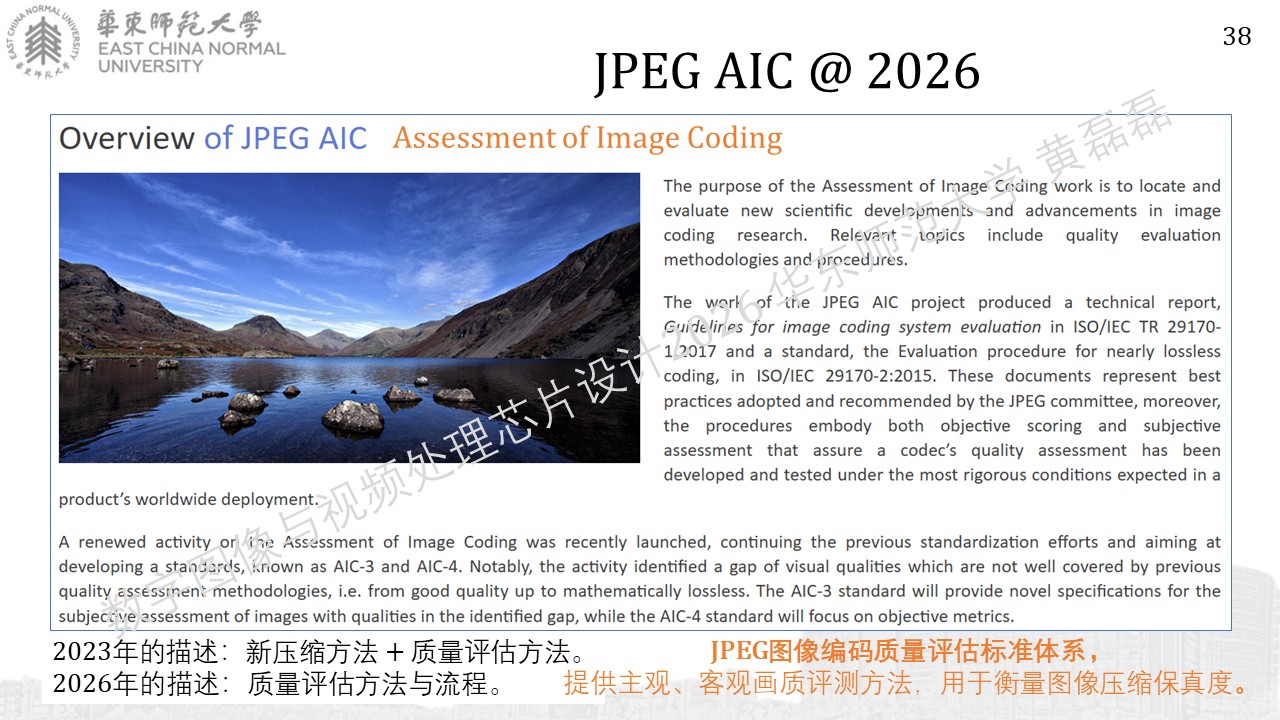 華東師範大學
EAST CHINA NORMAL
UNIVERSITY
EAST CHINA NORMAL UNIVERSITY
華東師范大學
38
JPEG AIC @ 2026
Overview of JPEG AIC Assessment of Image Coding
The purpose of the Assessment of Image Coding work is to locate and
evaluate new scientific developments and advancements in image
coding research. Relevant topics include quality evaluation
methodologies and procedures.
The work of the JPEG AIC project produced a technical report,
Guidelines for image coding system evaluation in ISO/IEC TR 29170-
1:2017 and a standard, the Evaluation procedure for nearly lossless
coding, in ISO/IEC 29170-2:2015. These documents represent best
practices adopted and recommended by the JPEG committee, moreover,
the procedures embody both objective scoring and subjective
assessment that assure a codec's quality assessment has been
developed and tested under the most rigorous conditions expected in a
product's worldwide deployment.
A renewed activity on the Assessment of Image Coding was recently launched, continuing the previous standardization efforts and aiming at
developing a standards, known as AIC-3 and AIC-4. Notably, the activity identified a gap of visual qualities which are not well covered by previous
quality assessment methodologies, i.e. from good quality up to mathematically lossless. The AIC-3 standard will provide novel specifications for the
subjective assessment of images with qualities in the identified gap, while the AIC-4 standard will focus on objective metrics.
数字图像与视频处理芯片设计2026 华东师范大学 黄磊磊
2023年的描述：新压缩方法 + 质量评估方法。
2026年的描述：质量评估方法与流程。
JPEG图像编码质量评估标准体系，
提供主观、客观画质评测方法，用于衡量图像压缩保真度。